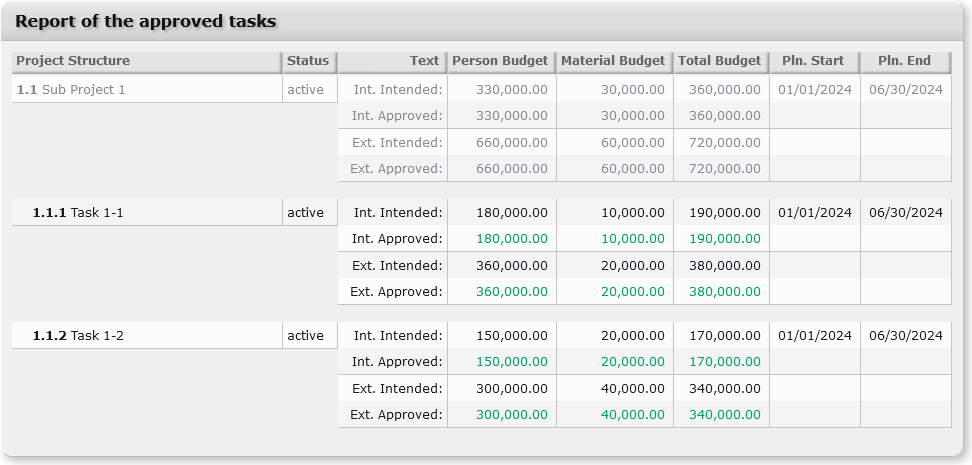 Report of the approved tasks
Project Structure Status Text Person Budget Material Budget Total Budget Pln. Start Pln. End
1.1 Sub Project 1 active Int. Intended: 330,000.00 30,000.00 360,000.00 01/01/2024 06/30/2024
Int. Approved: 330,000.00 30,000.00 360,000.00
Ext. Intended: 660,000.00 60,000.00 720,000.00
Ext. Approved: 660,000.00 60,000.00 720,000.00
1.1.1 Task 1-1 active Int. Intended: 180,000.00 10,000.00 190,000.00 01/01/2024 06/30/2024
Int. Approved: 180,000.00 10,000.00 190,000.00
Ext. Intended: 360,000.00 20,000.00 380,000.00
Ext. Approved: 360,000.00 20,000.00 380,000.00
1.1.2 Task 1-2 active Int. Intended: 150,000.00 20,000.00 170,000.00 01/01/2024 06/30/2024
Int. Approved: 150,000.00 20,000.00 170,000.00
Ext. Intended: 300,000.00 40,000.00 340,000.00
Ext. Approved: 300,000.00 40,000.00 340,000.00